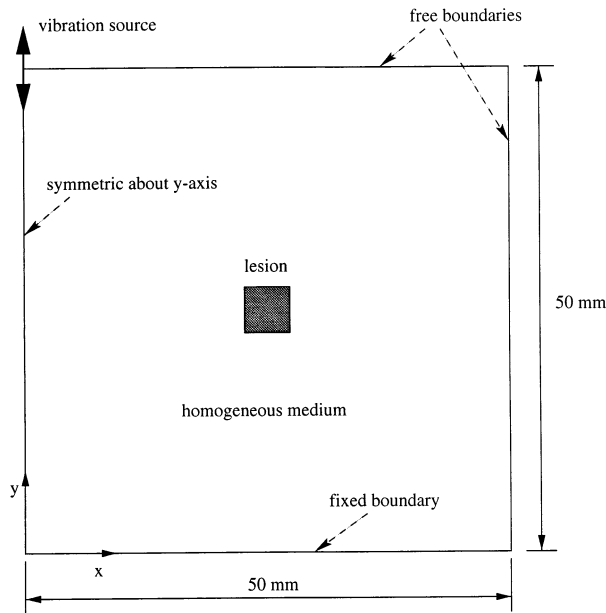 free boundaries
vibration source
symmetric about y-axis
lesion
50 mm
homogeneous medium
y
fixed boundary
x
50 mm